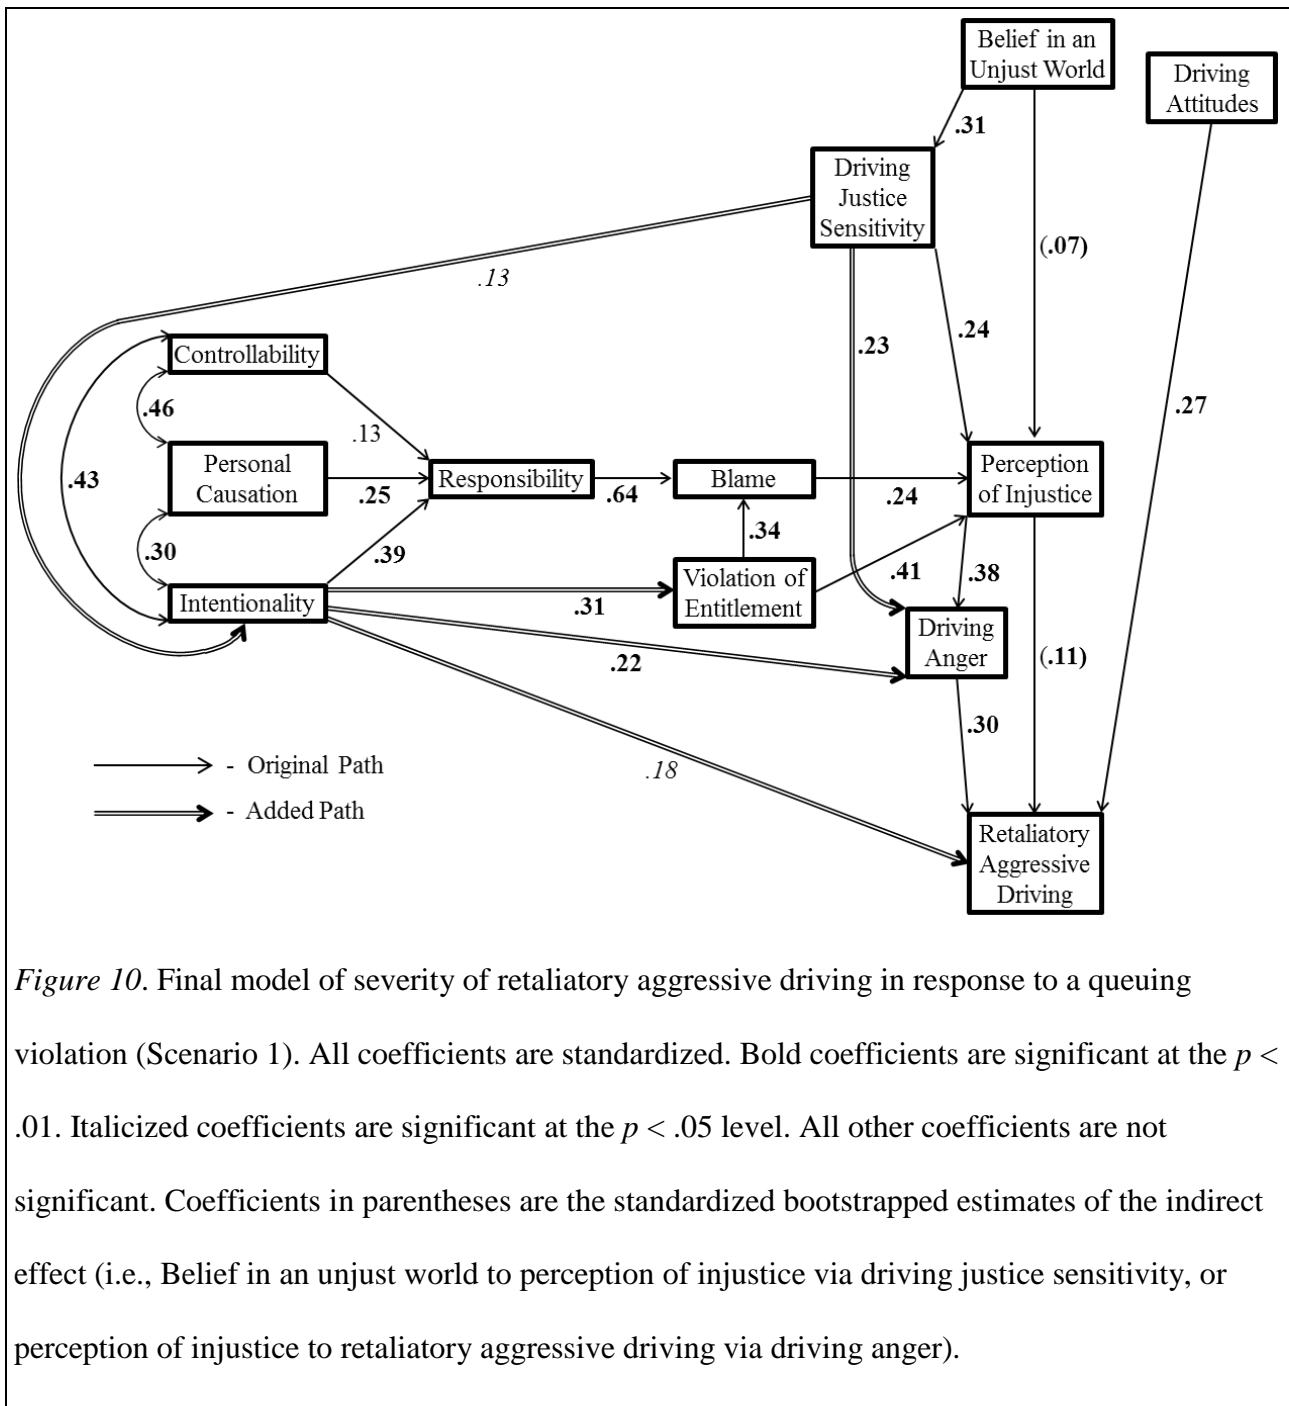 Belief in an
Unjust World
Driving
Attitudes
.31
Driving
Justice
Sensitivity
(.07)
.13
.24
.23
Controllability
.27
.46
.13
Personal
Causation
.43
.25
Responsibility
.64
Blame
.24
Perception
of Injustice
.30
.39
.34
.41
.38
Intentionality
.31
Violation of
Entitlement
Driving
Anger
.22
(.11)
.30
.18
- Original Path
- Added Path
Retaliatory
Aggressive
Driving
Figure 10. Final model of severity of retaliatory aggressive driving in response to a queuing
violation (Scenario 1). All coefficients are standardized. Bold coefficients are significant at the p <
.01. Italicized coefficients are significant at the p < .05 level. All other coefficients are not
significant. Coefficients in parentheses are the standardized bootstrapped estimates of the indirect
effect (i.e., Belief in an unjust world to perception of injustice via driving justice sensitivity, or
perception of injustice to retaliatory aggressive driving via driving anger).